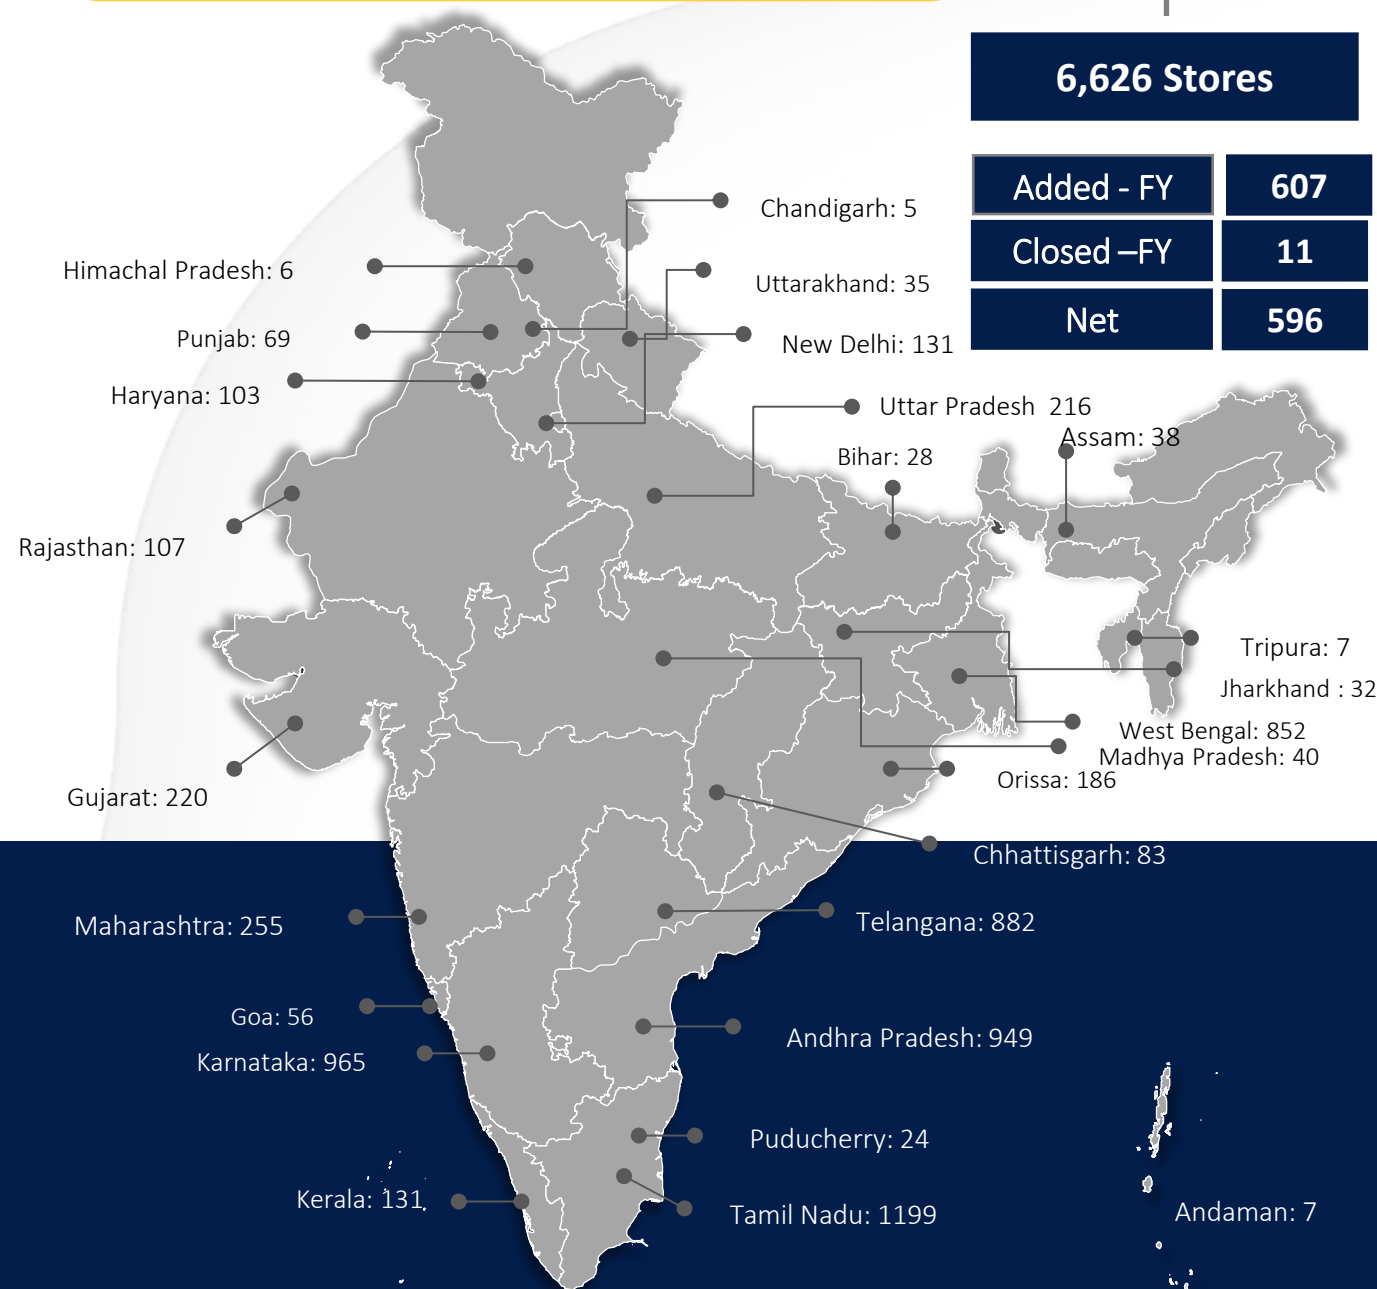 6,626 Stores
Added - FY 607
Closed –FY 11
Net 596
Chandigarh: 5
Himachal Pradesh: 6
Uttarakhand: 35
Punjab: 69
New Delhi: 131
Haryana: 103
Uttar Pradesh  216
Assam: 38
Bihar: 28
Rajasthan: 107
Tripura: 7
Jharkhand : 32
West Bengal: 852
Madhya Pradesh: 40
Orissa: 186
Gujarat: 220
Chhattisgarh: 83
Maharashtra: 255
Telangana: 882
Goa: 56
Andhra Pradesh: 949
Karnataka: 965
Puducherry: 24
Kerala: 131
Tamil Nadu: 1199
Andaman: 7